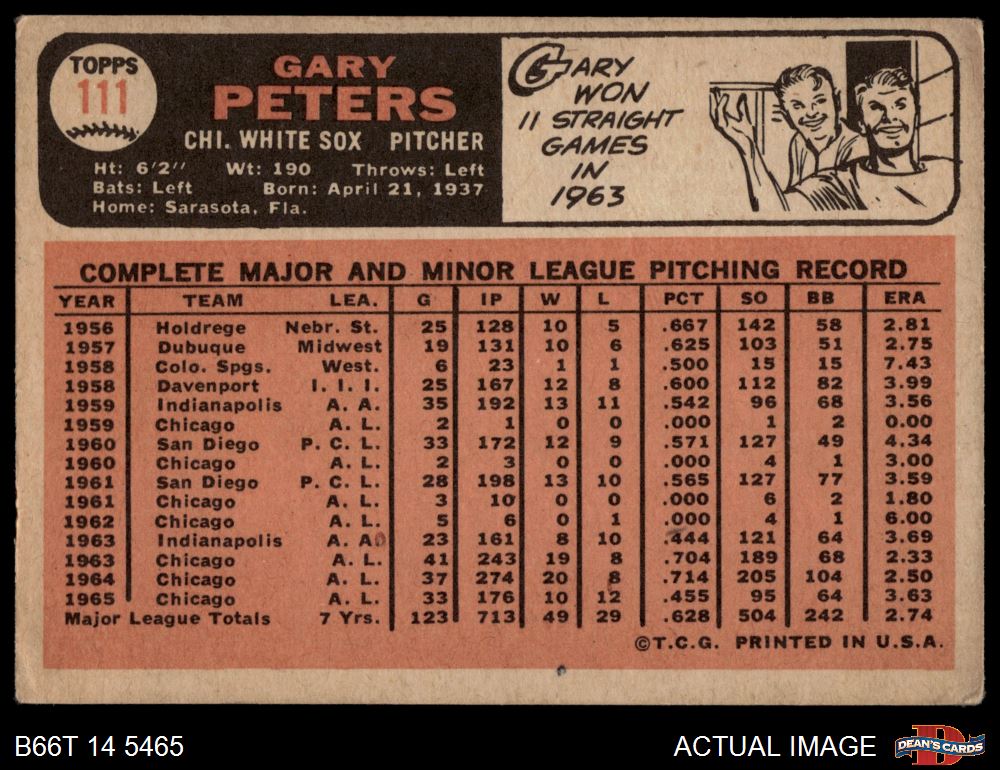 TOPPS
111
GARY
PETERS
CHI. WHITE SOX PITCHER
Ht: 6'2" Wt: 190 Throws: Left
Bats: Left Born: April 21, 1937
Home: Sarasota, Fla.
GARY
WON
11 STRAIGHT
GAMES
IN
1963
COMPLETE MAJOR AND MINOR LEAGUE PITCHING RECORD
YEAR TEAM LEA. G IP W L PCT SO BB ERA
1956 Holdrege Nebr. St. 25 128 10 5 .667 142 58 2.81
1957 Dubuque Midwest 19 131 10 6 .625 103 51 2.75
1958 Colo. Spgs. West. 6 23 1 1 .500 15 15 7.43
1958 Davenport I. I. I. 25 167 12 8 .600 112 82 3.99
1959 Indianapolis A. A. 35 192 13 11 .542 96 68 3.56
1959 Chicago A. L. 2 1 0 0 .000 1 2 0.00
1960 San Diego P. C. L. 33 172 12 9 .571 127 49 4.34
1960 Chicago A. L. 2 3 0 0 .000 4 1 3.00
1961 San Diego P. C. L. 28 198 13 10 .565 127 77 3.59
1961 Chicago A. L. 3 10 0 0 .000 6 2 1.80
1962 Chicago A. L. 5 6 0 1 .000 4 1 6.00
1963 Indianapolis A. A. 23 161 8 10 .444 121 64 3.69
1963 Chicago A. L. 41 243 19 8 .704 189 68 2.33
1964 Chicago A. L. 37 274 20 8 .714 205 104 2.50
1965 Chicago A. L. 33 176 10 12 .455 95 64 3.63
Major League Totals 7 Yrs. 123 713 49 29 .628 504 242 2.74
©T.C.G. PRINTED IN U.S.A.
B66T 14 5465
ACTUAL IMAGE
DEAN'S CARDS